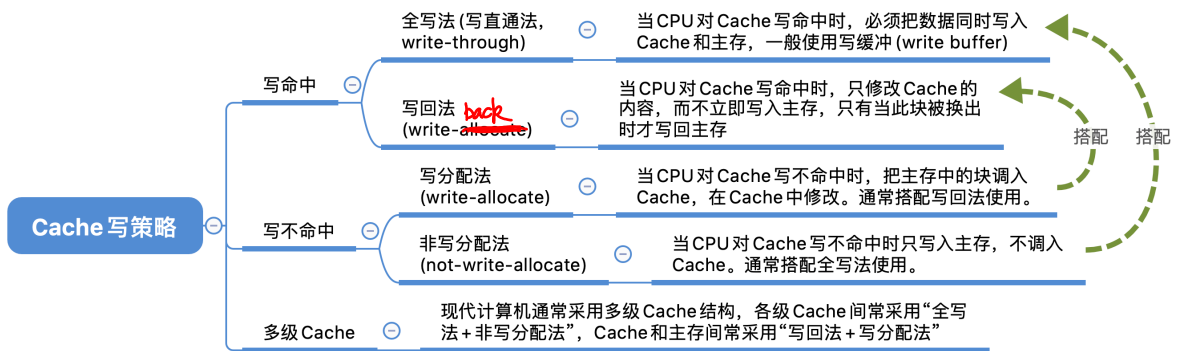 全写法 (写直通法,
write-through)
当CPU对Cache写命中时，必须把数据同时写入
Cache和主存，一般使用写缓冲 (write buffer)
写命中
写回法
back
(write-allocate)
当CPU对Cache写命中时，只修改Cache的
内容，而不立即写入主存，只有当此块被换出
时才写回主存
搭配
搭配
Cache写策略
写分配法
(write-allocate)
当CPU对Cache写不命中时，把主存中的块调入
Cache，在Cache中修改。通常搭配写回法使用。
写不命中
非写分配法
(not-write-allocate)
当CPU对Cache写不命中时只写入主存，不调入
Cache。通常搭配全写法使用。
多级Cache
现代计算机通常采用多级Cache结构，各级Cache间常采用“全写
法+非写分配法”，Cache和主存间常采用“写回法+写分配法”